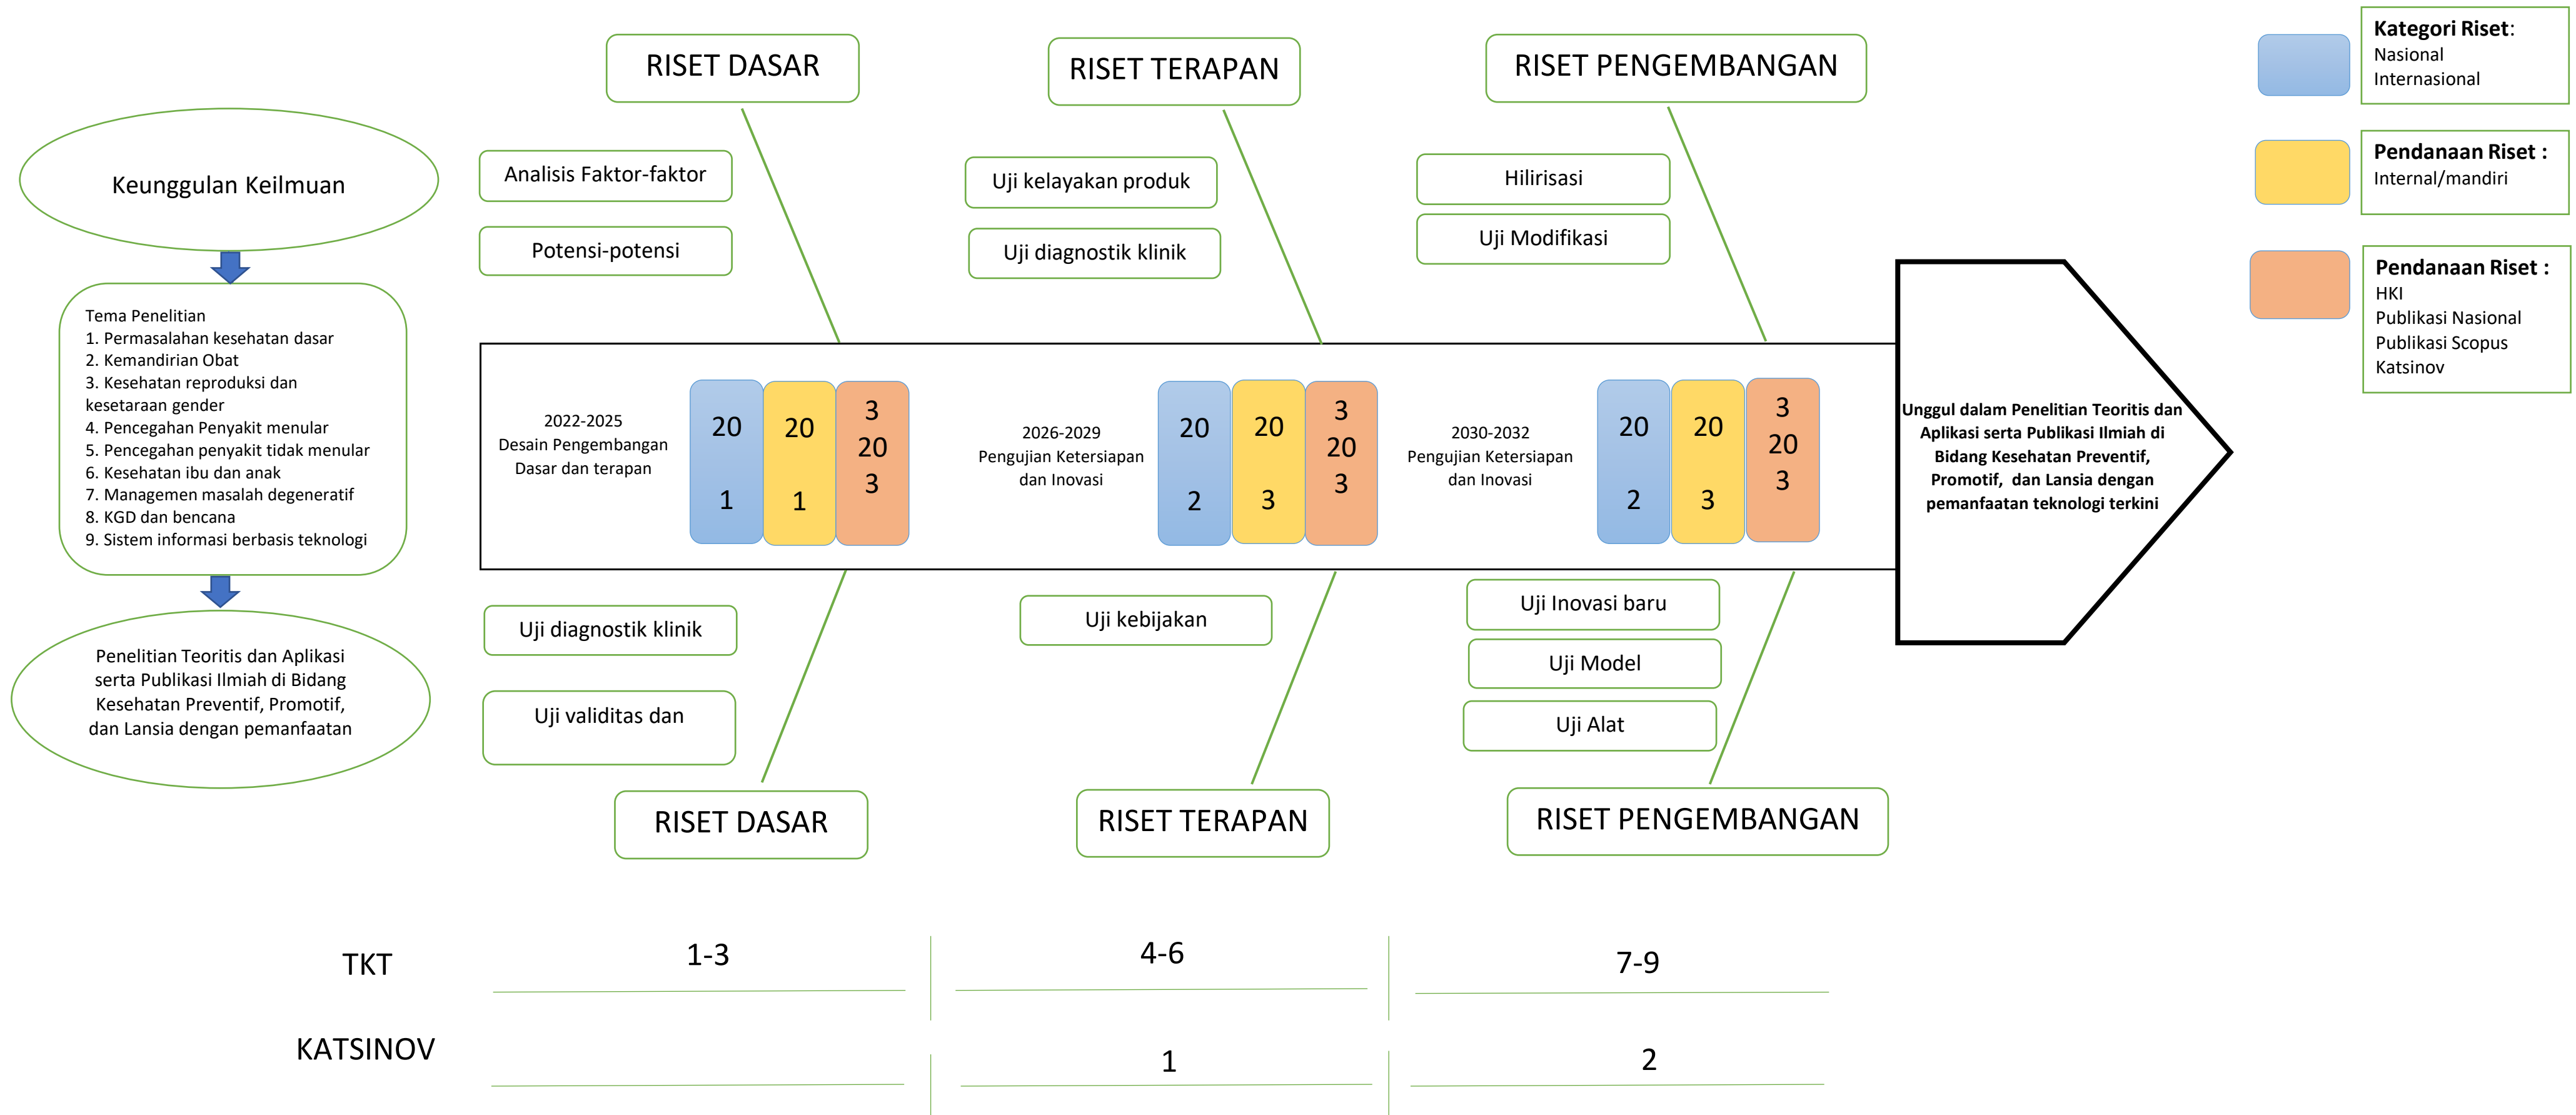 RISET DASAR
RISET TERAPAN
RISET PENGEMBANGAN
Kategori Riset:
Nasional
Internasional
Pendanaan Riset :
Internal/mandiri
Pendanaan Riset :
HKI
Publikasi Nasional
Publikasi Scopus
Katsinov
Keunggulan Keilmuan
Tema Penelitian
1. Permasalahan kesehatan dasar
2. Kemandirian Obat
3. Kesehatan reproduksi dan
kesetaraan gender
4. Pencegahan Penyakit menular
5. Pencegahan penyakit tidak menular
6. Kesehatan ibu dan anak
7. Managemen masalah degeneratif
8. KGD dan bencana
9. Sistem informasi berbasis teknologi
Penelitian Teoritis dan Aplikasi
serta Publikasi Ilmiah di Bidang
Kesehatan Preventif, Promotif,
dan Lansia dengan pemanfaatan
Analisis Faktor-faktor
Potensi-potensi
Uji kelayakan produk
Uji diagnostik klinik
Hilirisasi
Uji Modifikasi
2022-2025
Desain Pengembangan
Dasar dan terapan
20
1
20
1
3
20
3
2026-2029
Pengujian Ketersiapan
dan Inovasi
20
2
20
3
3
20
3
2030-2032
Pengujian Ketersiapan
dan Inovasi
20
2
20
3
3
20
3
Unggul dalam Penelitian Teoritis dan
Aplikasi serta Publikasi Ilmiah di
Bidang Kesehatan Preventif,
Promotif, dan Lansia dengan
pemanfaatan teknologi terkini
Uji diagnostik klinik
Uji validitas dan
Uji kebijakan
Uji Inovasi baru
Uji Model
Uji Alat
RISET DASAR
RISET TERAPAN
RISET PENGEMBANGAN
TKT
1-3
4-6
7-9
KATSINOV
1
2